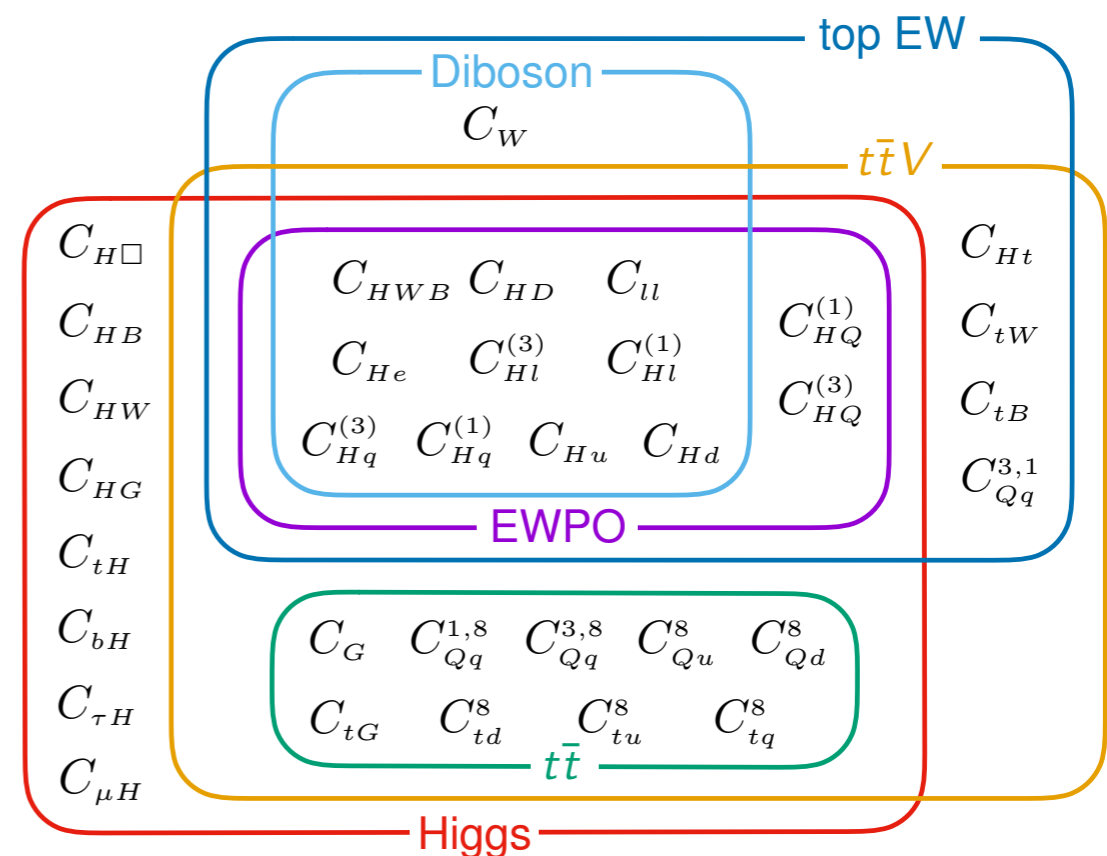 top EW
Diboson
C_W
t\bar{t}V
C_{H□} C_{HWB} C_{HD} C_{ll} C_{Ht}
C_{HB} C_{HQ}^{(1)} C_{tW}
C_{He} C_{Hl}^{(3)} C_{Hl}^{(1)}
C_{HW} C_{HQ}^{(3)} C_{tB}
C_{Hq}^{(3)} C_{Hq}^{(1)} C_{Hu} C_{Hd}
C_{HG} C_{Qq}^{3,1}
EWPO
C_{tH}
C_{bH} C_G C_{Qq}^{1,8} C_{Qq}^{3,8} C_{Qu}^{8} C_{Qd}^{8}
C_{τH} C_{tG} C_{td}^{8} C_{tu}^{8} C_{tq}^{8}
t\bar{t}
C_{μH}
Higgs